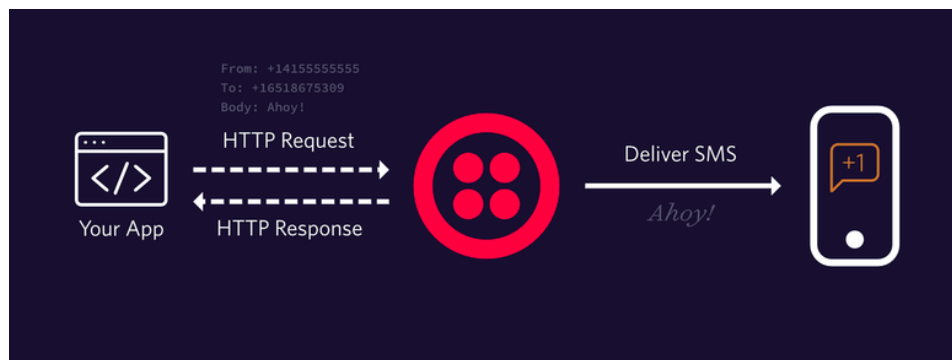 From: +14155555555
To: +16518675309
Body: Ahoy!
HTTP Request
HTTP Response
</>
Your App
Deliver SMS
Ahoy!
+1